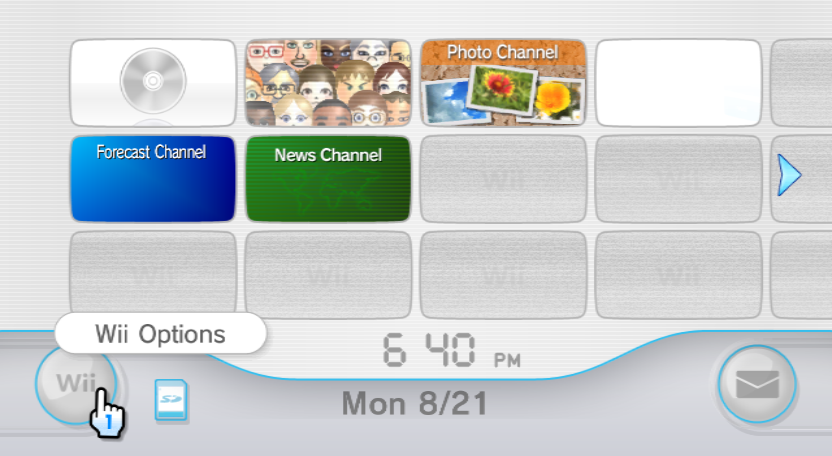 Photo Channel
Forecast Channel
News Channel
Wii
Wii
Wii
Wii
Wii
Wii
Wii Options
6 40 PM
Wii
SD
1
Mon 8/21